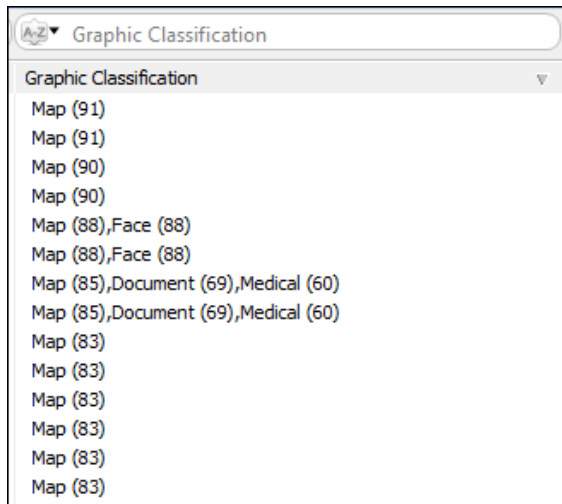 A-Z Graphic Classification
Graphic Classification
Map (91)
Map (91)
Map (90)
Map (90)
Map (88),Face (88)
Map (88),Face (88)
Map (85),Document (69),Medical (60)
Map (85),Document (69),Medical (60)
Map (83)
Map (83)
Map (83)
Map (83)
Map (83)
Map (83)